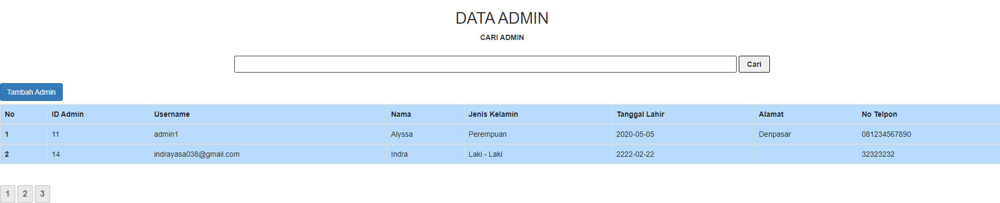 DATA ADMIN
CARI ADMIN
Cari
Tambah Admin
No ID Admin Username Nama Jenis Kelamin Tanggal Lahir Alamat No Telpon
1 11 admin1 Alyssa Perempuan 2020-05-05 Denpasar 081234567890
2 14 indrayasa038@gmail.com Indra Laki - Laki 2222-02-22 32323232
1 2 3